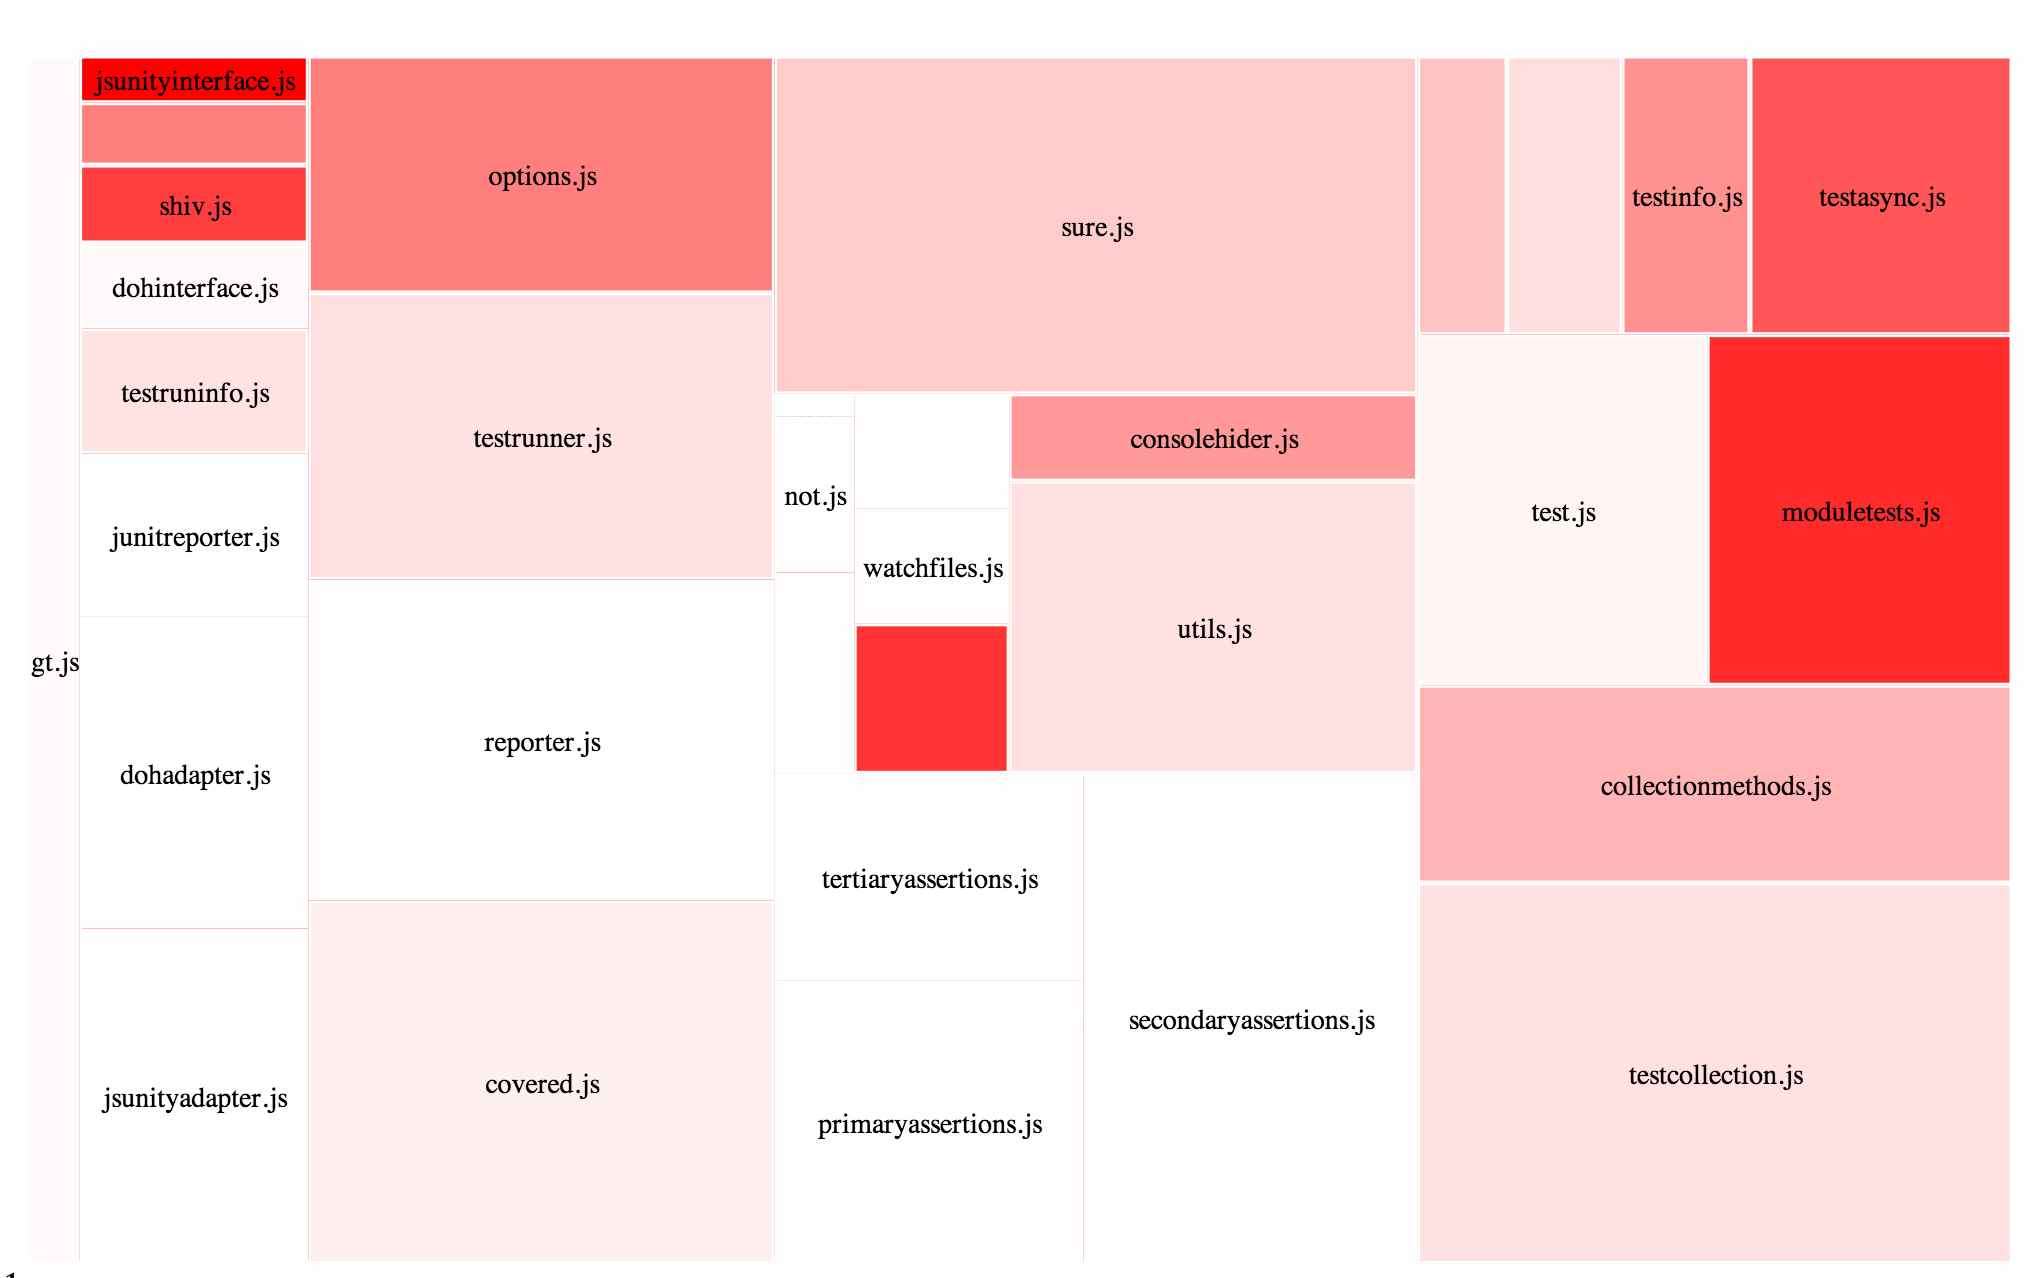 jsunityinterface.js
shiv.js
dohinterface.js
testruninfo.js
junitreporter.js
gt.js
dohadapter.js
jsunityadapter.js
options.js
testrunner.js
reporter.js
covered.js
sure.js
not.js
watchfiles.js
consolehider.js
utils.js
tertiaryassertions.js
primaryassertions.js
secondaryassertions.js
testinfo.js
testasync.js
test.js
moduletests.js
collectionmethods.js
testcollection.js